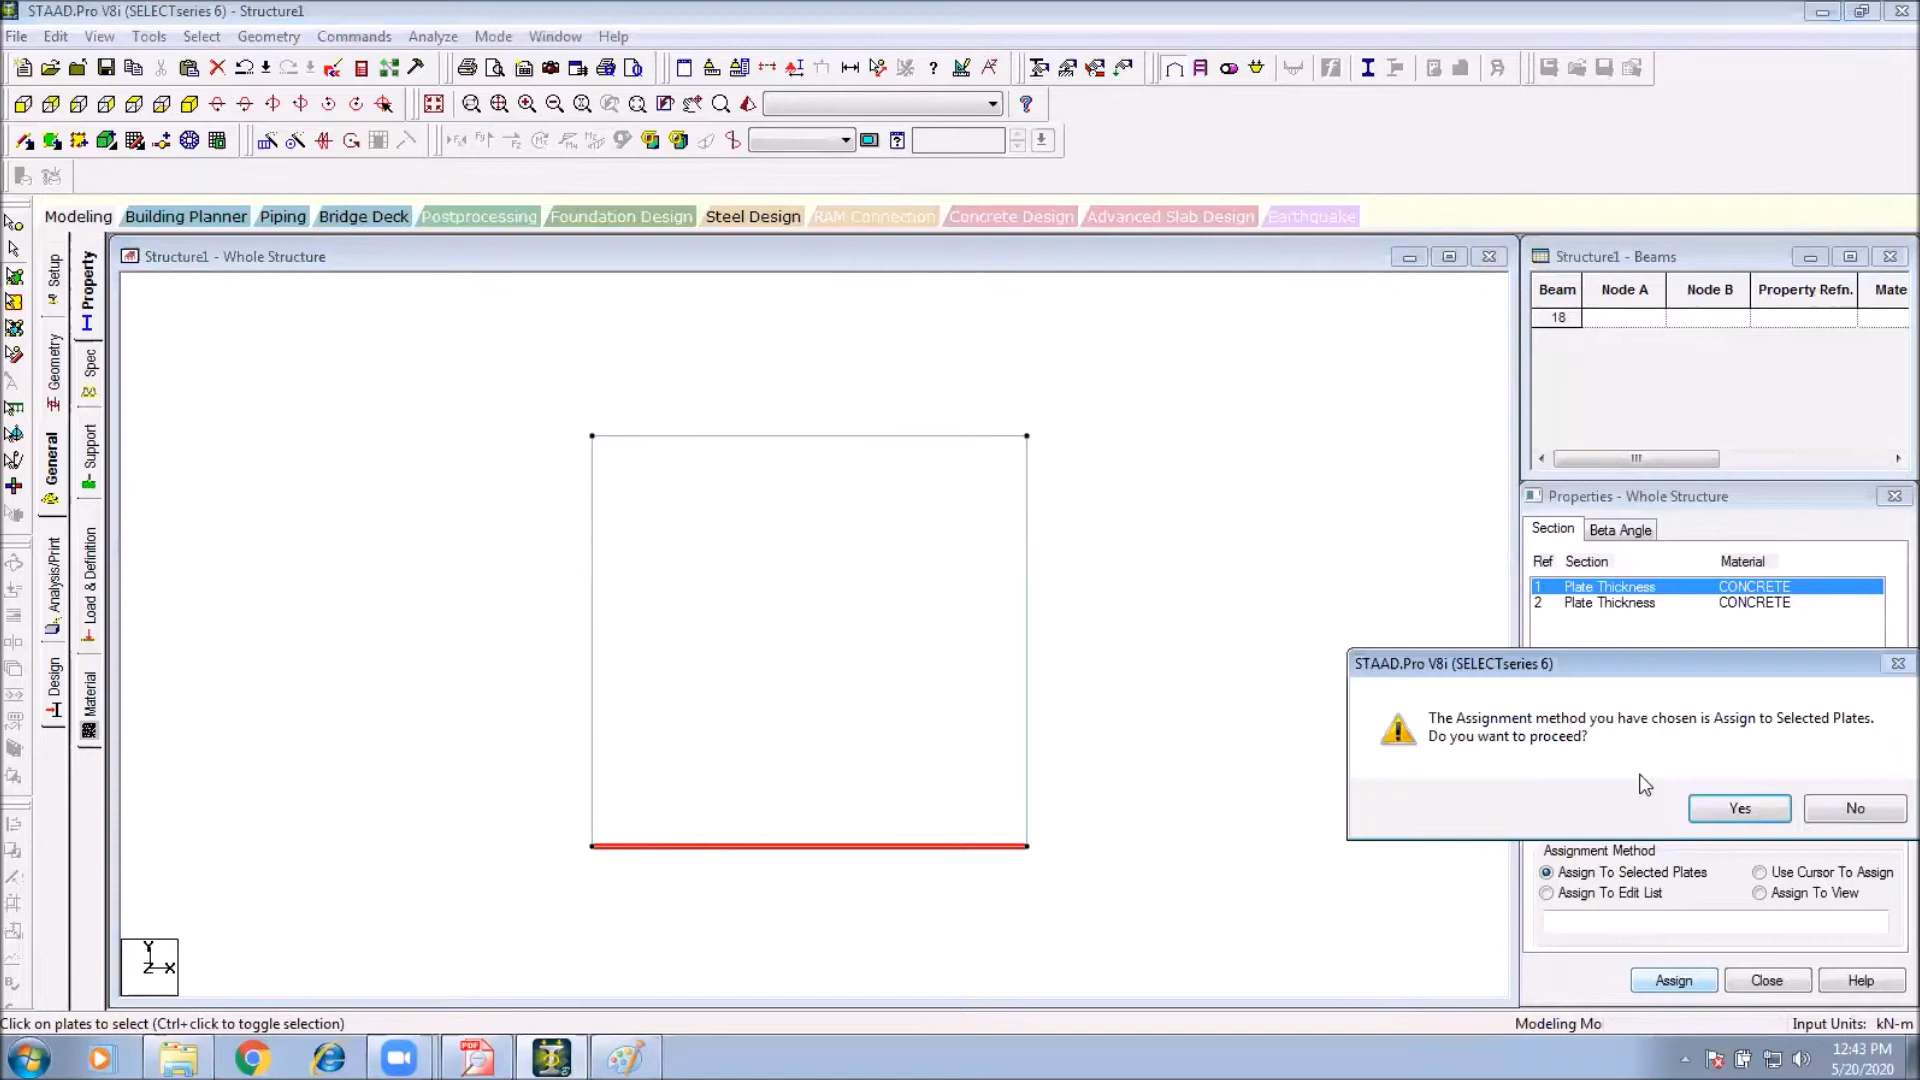 STAAD.Pro V8i (SELECTseries 6) - Structure1
File Edit View Tools Select Geometry Commands Analyze Mode Window Help
Modeling Building Planner Piping Bridge Deck Postprocessing Foundation Design Steel Design RAM Connection Concrete Design Advanced Slab Design Earthquake
Setup
Geometry
General
Analysis/Print
Design
Property
Spec
Support
Load & Definition
Material
Structure1 - Whole Structure
Y
Z X
Structure1 - Beams
Beam Node A Node B Property Refn. Mate
18
Properties - Whole Structure
Section Beta Angle
Ref Section Material
1 Plate Thickness CONCRETE
2 Plate Thickness CONCRETE
STAAD.Pro V8i (SELECTseries 6)
The Assignment method you have chosen is Assign to Selected Plates.
Do you want to proceed?
Yes No
Assignment Method
Assign To Selected Plates Use Cursor To Assign
Assign To Edit List Assign To View
Assign Close Help
Click on plates to select (Ctrl+click to toggle selection) Modeling Mo Input Units: kN-m
12:43 PM
5/20/2020